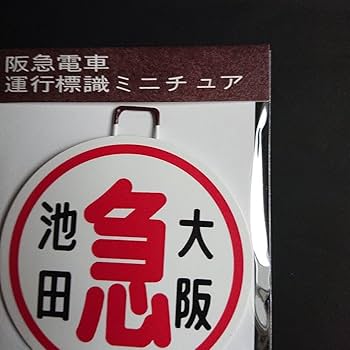 阪急電車
運行標識ミニチュア
大阪
急
池田